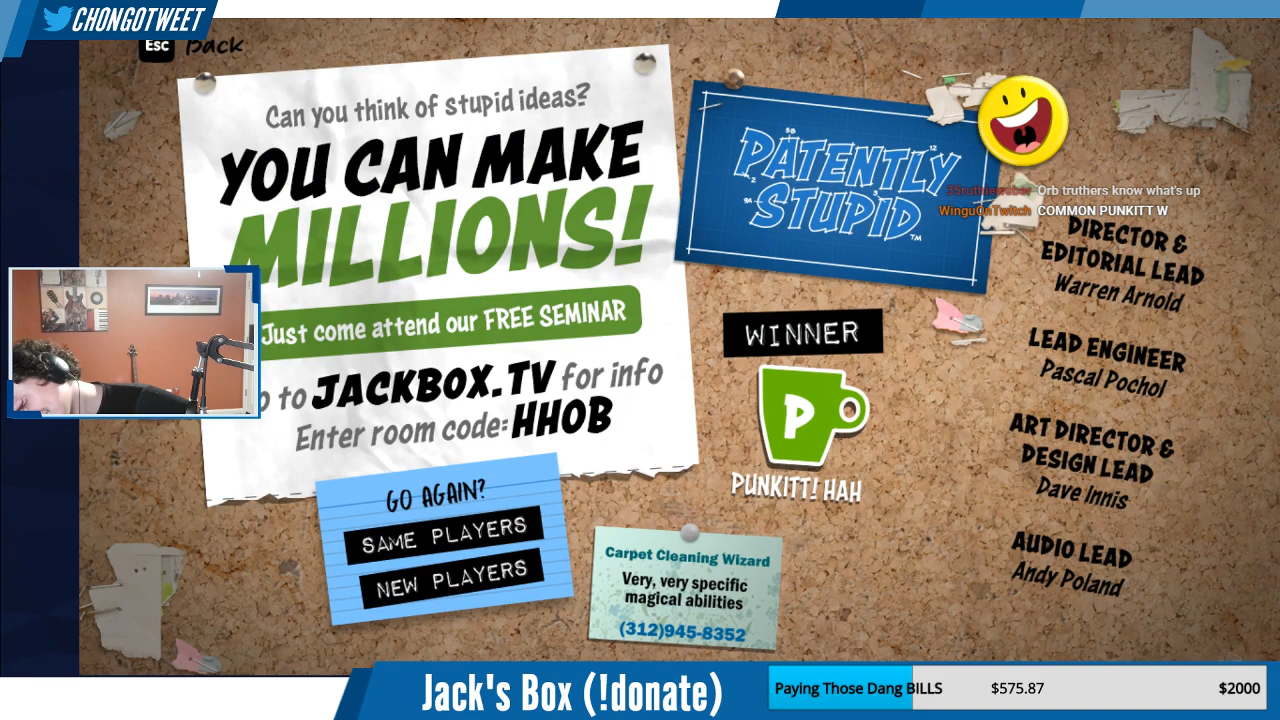 CHONGOTWEET
Esc Back
Can you think of stupid ideas?
YOU CAN MAKE
MILLIONS!
Just come attend our FREE SEMINAR
to JACKBOX.TV for info
Enter room code: HHOB
GO AGAIN?
SAME PLAYERS
NEW PLAYERS
PATENTLY
STUPID™
Orb truthers know what's up
WinguOnTwitch COMMON PUNKITT W
WINNER
P
PUNKITT! HAH
Carpet Cleaning Wizard
Very, very specific
magical abilities
(312)945-8352
DIRECTOR &
EDITORIAL LEAD
Warren Arnold
LEAD ENGINEER
Pascal Pochol
ART DIRECTOR &
DESIGN LEAD
Dave Innis
AUDIO LEAD
Andy Poland
Jack's Box (!donate)
Paying Those Dang BILLS $575.87 $2000